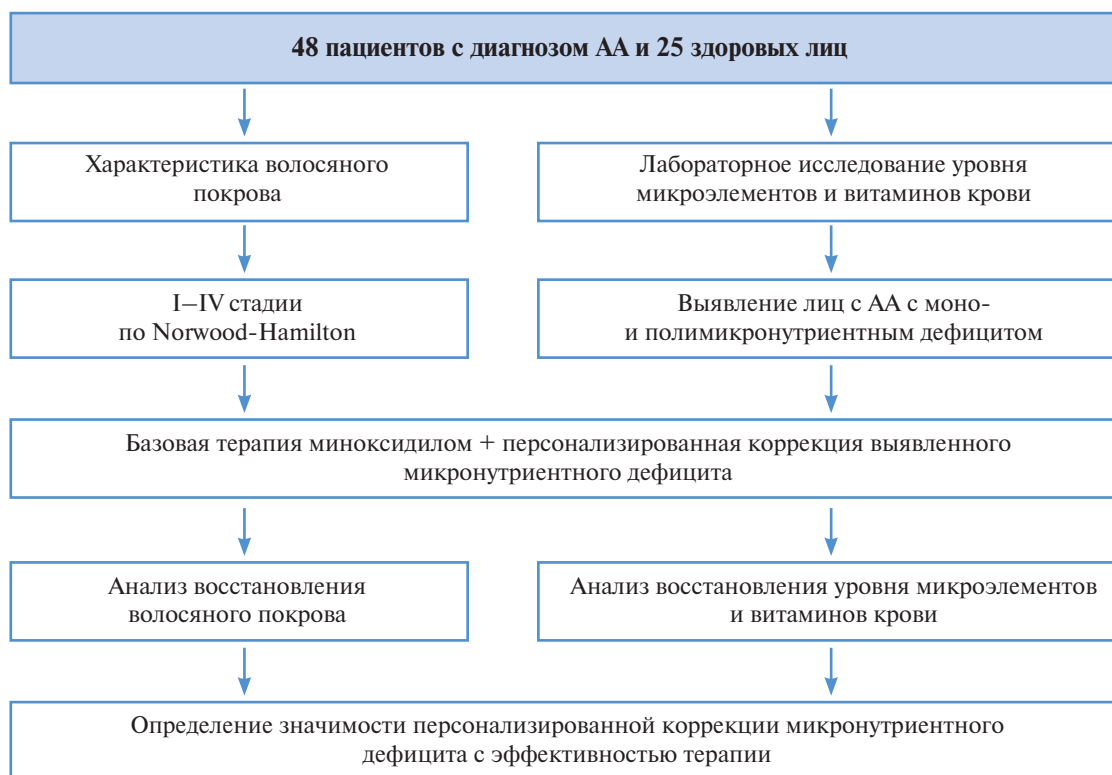 48 пациентов с диагнозом АА и 25 здоровых лиц
Характеристика волосяного
покрова
Лабораторное исследование уровня
микроэлементов и витаминов крови
I–IV стадии
по Norwood-Hamilton
Выявление лиц с АА с моно-
и полимикронутриентным дефицитом
Базовая терапия миноксидилом + персонализированная коррекция выявленного
микронутриентного дефицита
Анализ восстановления
волосяного покрова
Анализ восстановления уровня микроэлементов
и витаминов крови
Определение значимости персонализированной коррекции микронутриентного
дефицита с эффективностью терапии